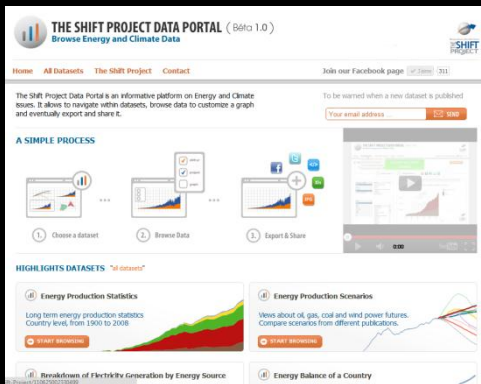 THE SHIFT PROJECT DATA PORTAL ( Bêta 1.0 )
Browse Energy and Climate Data
THE SHIFT PROJECT
Home All Datasets The Shift Project Contact
Join our Facebook page 311
The Shift Project Data Portal is an informative platform on Energy and Climate
issues. It allows to navigate within datasets, browse data to customize a graph
and eventually export and share it.
To be warned when a new dataset is published
Your email address ... SEND
A SIMPLE PROCESS
1. Choose a dataset
2. Browse Data
3. Export & Share
0:00
HIGHLIGHTS DATASETS "all datasets"
Energy Production Statistics
Long term energy production statistics
Country level, from 1900 to 2008
START BROWSING
Energy Production Scenarios
Views about oil, gas, coal and wind power futures.
Compare scenarios from different publications.
START BROWSING
Breakdown of Electricity Generation by Energy Source
Energy Balance of a Country